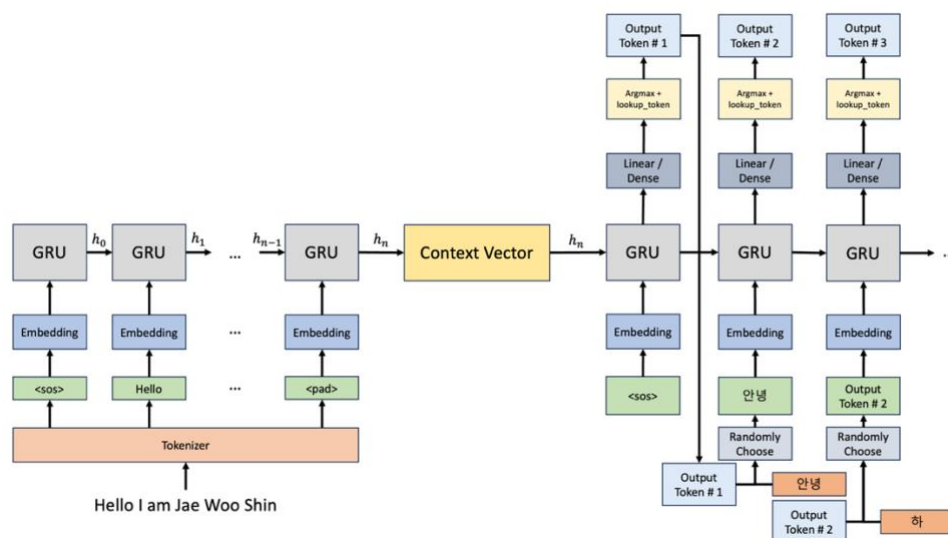 Output
Token # 1
Output
Token # 2
Output
Token # 3
Argmax +
lookup_token
Argmax +
lookup_token
Argmax +
lookup_token
Linear /
Dense
Linear /
Dense
Linear /
Dense
GRU
h₀
GRU
h₁
...
hₙ₋₁
GRU
hₙ
Context Vector
hₙ
GRU
GRU
GRU
..
Embedding
Embedding
...
Embedding
Embedding
Embedding
Embedding
<sos>
Hello
...
<pad>
<sos>
안녕
Output
Token # 2
Tokenizer
Randomly
Choose
Randomly
Choose
Hello I am Jae Woo Shin
Output
Token # 1
안녕
Output
Token # 2
하